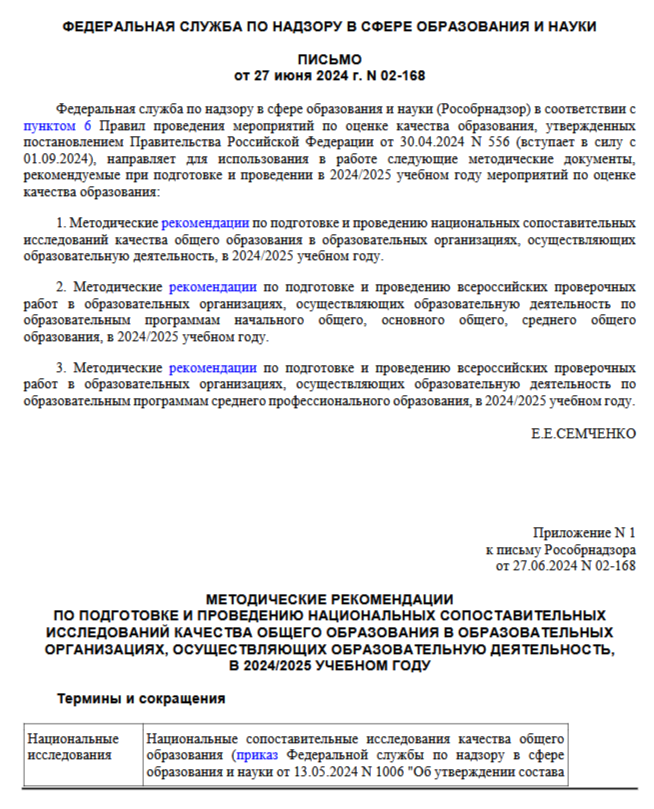 ФЕДЕРАЛЬНАЯ СЛУЖБА ПО НАДЗОРУ В СФЕРЕ ОБРАЗОВАНИЯ И НАУКИ
ПИСЬМО
от 27 июня 2024 г. N 02-168
Федеральная служба по надзору в сфере образования и науки (Рособрнадзор) в соответствии с
пунктом 6 Правил проведения мероприятий по оценке качества образования, утвержденных
постановлением Правительства Российской Федерации от 30.04.2024 N 556 (вступает в силу с
01.09.2024), направляет для использования в работе следующие методические документы,
рекомендуемые при подготовке и проведении в 2024/2025 учебном году мероприятий по оценке
качества образования:
1. Методические рекомендации по подготовке и проведению национальных сопоставительных
исследований качества общего образования в образовательных организациях, осуществляющих
образовательную деятельность, в 2024/2025 учебном году.
2. Методические рекомендации по подготовке и проведению всероссийских проверочных
работ в образовательных организациях, осуществляющих образовательную деятельность по
образовательным программам начального общего, основного общего, среднего общего
образования, в 2024/2025 учебном году.
3. Методические рекомендации по подготовке и проведению всероссийских проверочных
работ в образовательных организациях, осуществляющих образовательную деятельность по
образовательным программам среднего профессионального образования, в 2024/2025 учебном году.
Е.Е.СЕМЧЕНКО
Приложение N 1
к письму Рособрнадзора
от 27.06.2024 N 02-168
МЕТОДИЧЕСКИЕ РЕКОМЕНДАЦИИ
ПО ПОДГОТОВКЕ И ПРОВЕДЕНИЮ НАЦИОНАЛЬНЫХ СОПОСТАВИТЕЛЬНЫХ
ИССЛЕДОВАНИЙ КАЧЕСТВА ОБЩЕГО ОБРАЗОВАНИЯ В ОБРАЗОВАТЕЛЬНЫХ
ОРГАНИЗАЦИЯХ, ОСУЩЕСТВЛЯЮЩИХ ОБРАЗОВАТЕЛЬНУЮ ДЕЯТЕЛЬНОСТЬ,
В 2024/2025 УЧЕБНОМ ГОДУ
Термины и сокращения
Национальные
исследования
Национальные сопоставительные исследования качества общего
образования (приказ Федеральной службы по надзору в сфере
образования и науки от 13.05.2024 N 1006 "Об утверждении состава